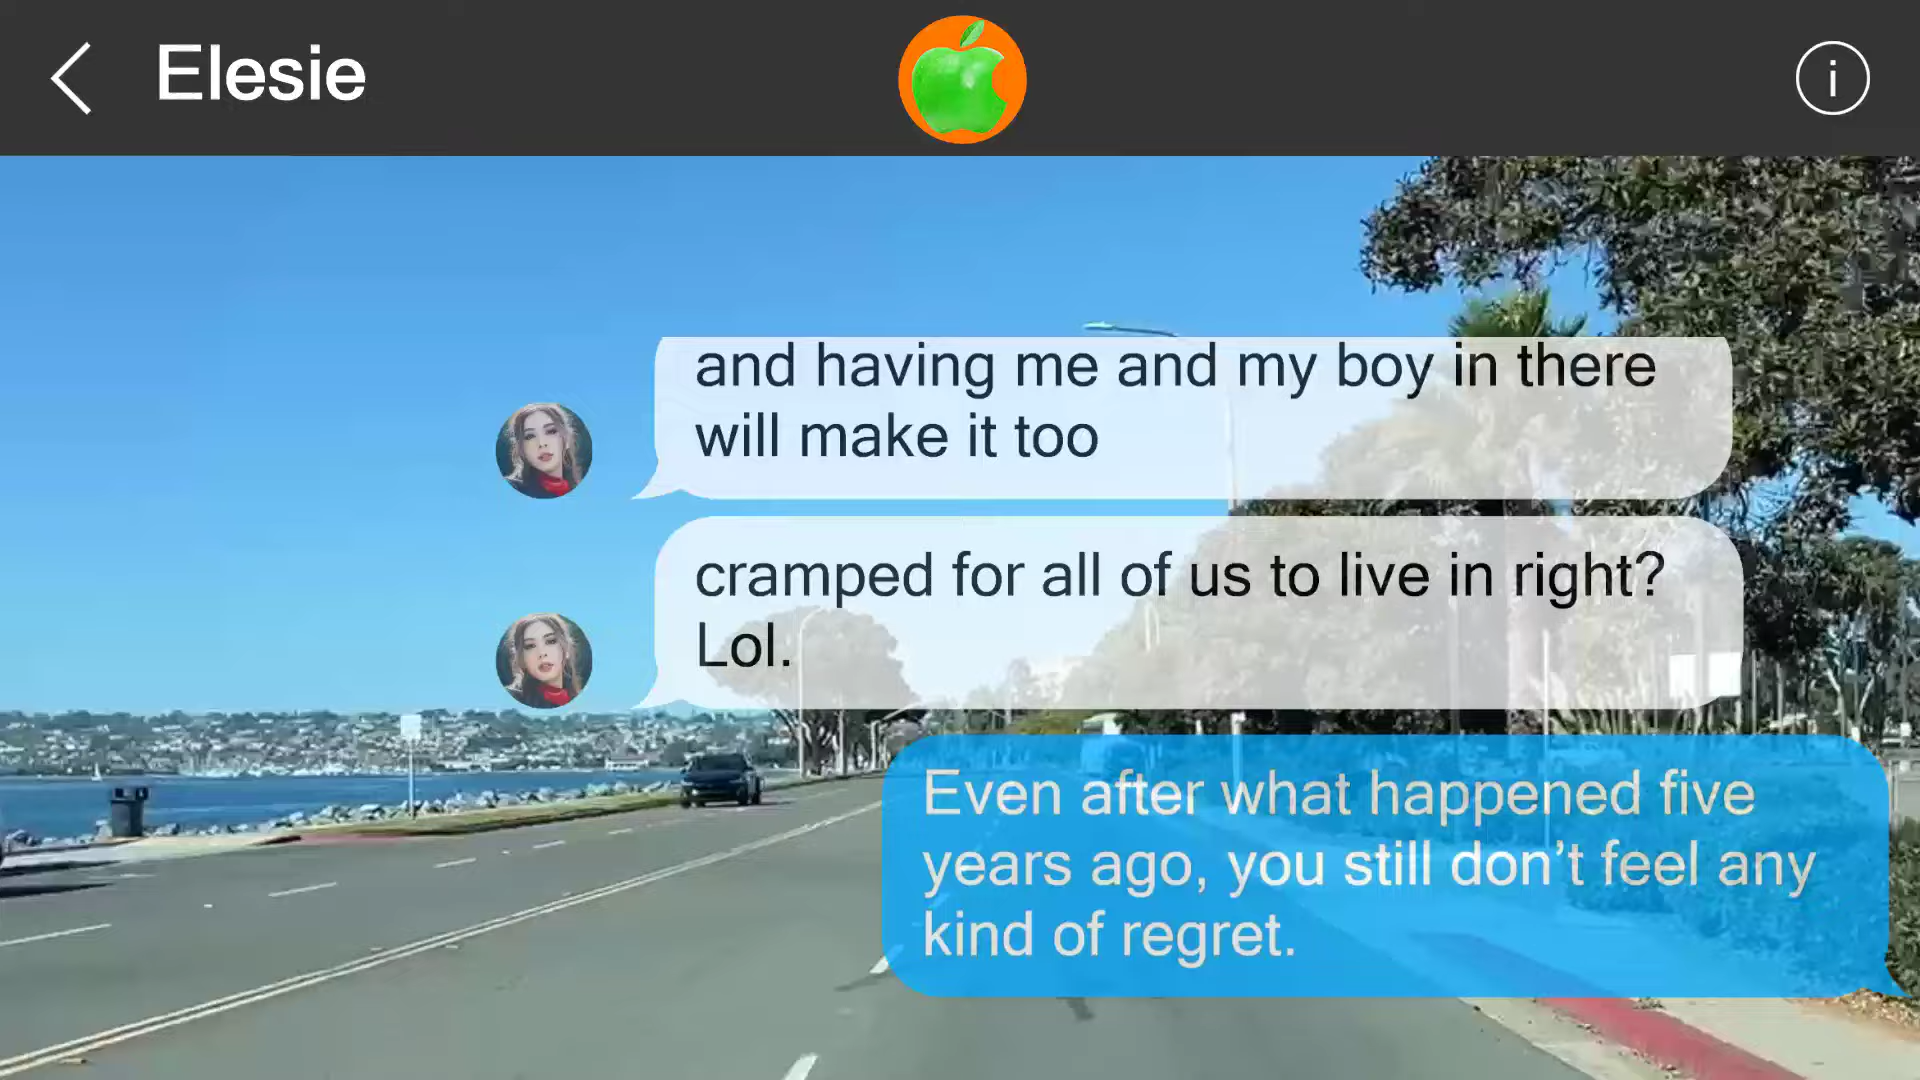 Elesie
i
and having me and my boy in there
will make it too
cramped for all of us to live in right?
Lol.
Even after what happened five
years ago, you still don’t feel any
kind of regret.